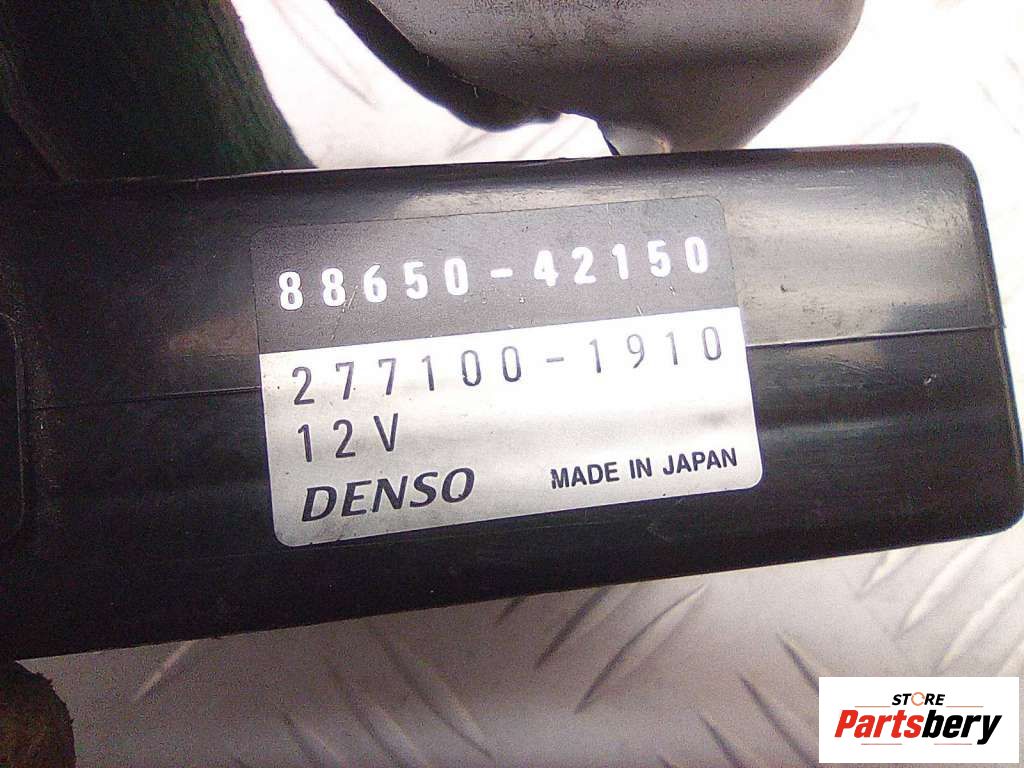 88650-42150
277100-1910
12V
DENSO MADE IN JAPAN
STORE
Partsbery